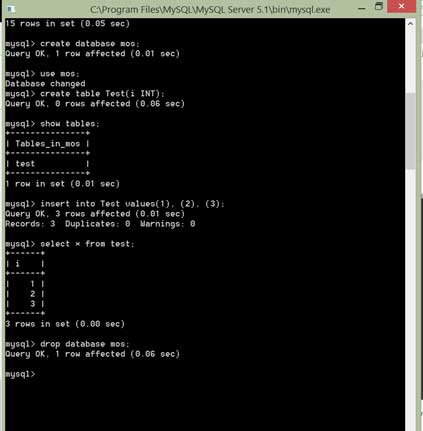 C:\Program Files\MySQL\MySQL Server 5.1\bin\mysql.exe
15 rows in set (0.05 sec)
mysql> create database mos;
Query OK, 1 row affected (0.01 sec)
mysql> use mos;
Database changed
mysql> create table Test(i INT);
Query OK, 0 rows affected (0.06 sec)
mysql> show tables;
+---------------+
| Tables_in_mos |
+---------------+
| test          |
+---------------+
1 row in set (0.01 sec)
mysql> insert into Test values(1), (2), (3);
Query OK, 3 rows affected (0.01 sec)
Records: 3  Duplicates: 0  Warnings: 0
mysql> select * from test;
+------+
| i    |
+------+
|    1 |
|    2 |
|    3 |
+------+
3 rows in set (0.00 sec)
mysql> drop database mos;
Query OK, 1 row affected (0.06 sec)
mysql>